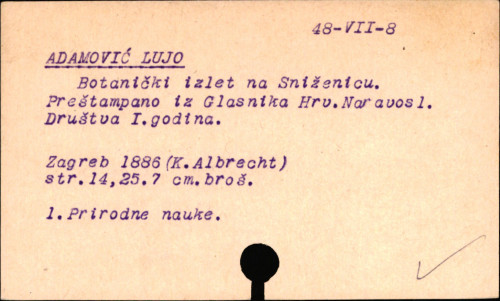 48-VII-8
ADAMOVIĆ LUJO
Botanički izlet na Sniženicu.
Preštampano iz Glasnika Hrv.Naravosl.
Društva I.godina.
Zagreb 1886(K.Albrecht)
str.14,25.7 cm.broš.
1.Prirodne nauke.